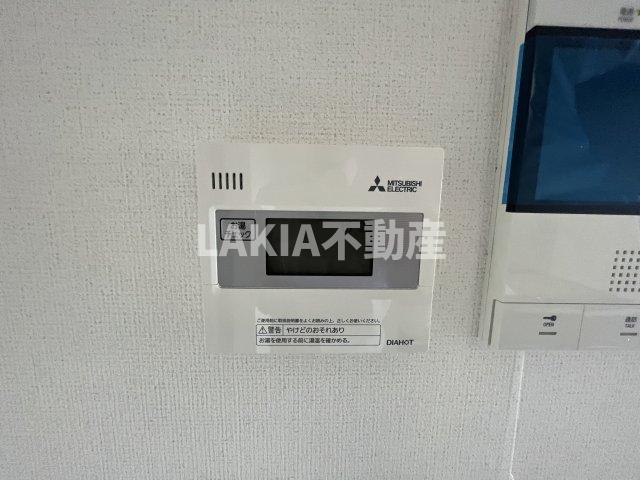 MITSUBISHI
ELECTRIC
お湯
チェック
LAKIA不動産
ご使用前に取扱説明書をよくお読みの上、正しくお使いください。
警告 やけどのおそれあり
お湯を使用する前に湯温を確かめる。
DIAHOT
OPEN
通話
TALK